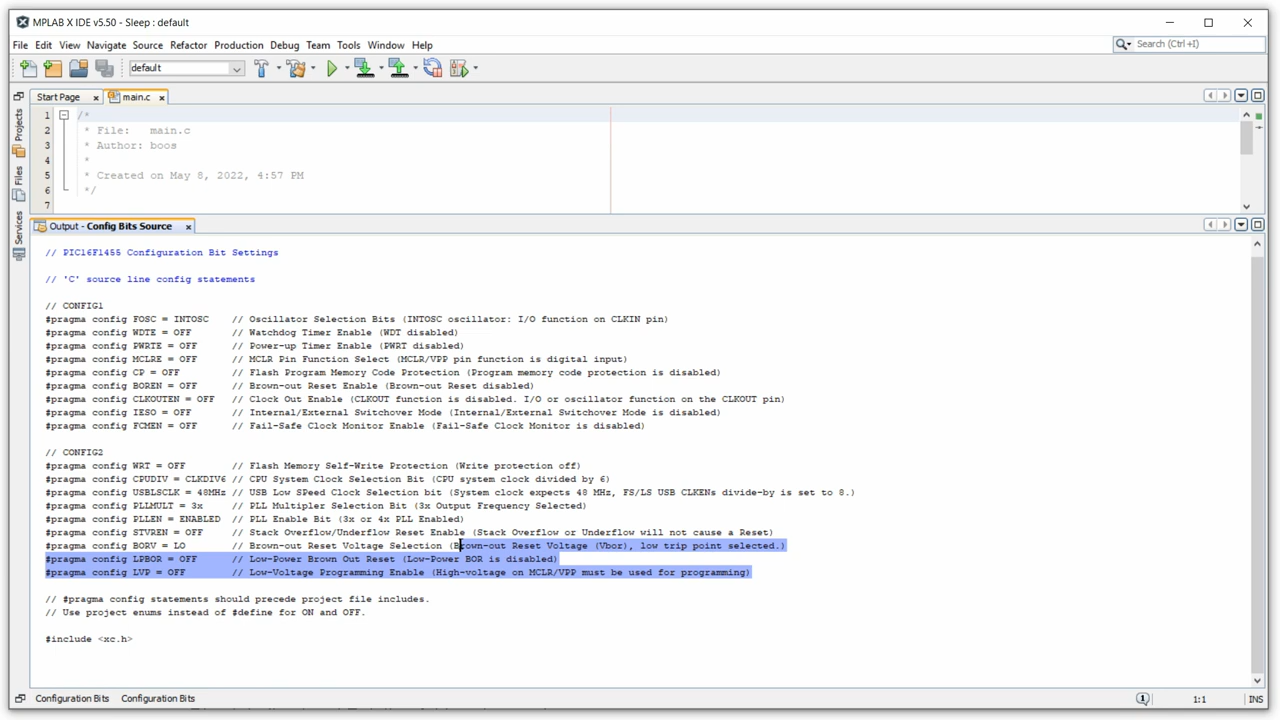 MPLAB X IDE v5.50 - Sleep : default
File Edit View Navigate Source Refactor Production Debug Team Tools Window Help
Search (Ctrl+I)
default
Start Page
main.c
Projects
Files
Services
1 /*
2 * File: main.c
3 * Author: boos
4 *
5 * Created on May 8, 2022, 4:57 PM
6 */
7
Output - Config Bits Source
// PIC16F1455 Configuration Bit Settings
// 'C' source line config statements
// CONFIG1
#pragma config FOSC = INTOSC // Oscillator Selection Bits (INTOSC oscillator: I/O function on CLKIN pin)
#pragma config WDTE = OFF // Watchdog Timer Enable (WDT disabled)
#pragma config PWRTE = OFF // Power-up Timer Enable (PWRT disabled)
#pragma config MCLRE = OFF // MCLR Pin Function Select (MCLR/VPP pin function is digital input)
#pragma config CP = OFF // Flash Program Memory Code Protection (Program memory code protection is disabled)
#pragma config BOREN = OFF // Brown-out Reset Enable (Brown-out Reset disabled)
#pragma config CLKOUTEN = OFF // Clock Out Enable (CLKOUT function is disabled. I/O or oscillator function on the CLKOUT pin)
#pragma config IESO = OFF // Internal/External Switchover Mode (Internal/External Switchover Mode is disabled)
#pragma config FCMEN = OFF // Fail-Safe Clock Monitor Enable (Fail-Safe Clock Monitor is disabled)
// CONFIG2
#pragma config WRT = OFF // Flash Memory Self-Write Protection (Write protection off)
#pragma config CPUDIV = CLKDIV6 // CPU System Clock Selection Bit (CPU system clock divided by 6)
#pragma config USBLSCLK = 48MHz // USB Low SPeed Clock Selection bit (System clock expects 48 MHz, FS/LS USB CLKENs divide-by is set to 8.)
#pragma config PLLMULT = 3x // PLL Multipler Selection Bit (3x Output Frequency Selected)
#pragma config PLLEN = ENABLED // PLL Enable Bit (3x or 4x PLL Enabled)
#pragma config STVREN = OFF // Stack Overflow/Underflow Reset Enable (Stack Overflow or Underflow will not cause a Reset)
#pragma config BORV = LO // Brown-out Reset Voltage Selection (Brown-out Reset Voltage (Vbor), low trip point selected.)
#pragma config LPBOR = OFF // Low-Power Brown Out Reset (Low-Power BOR is disabled)
#pragma config LVP = OFF // Low-Voltage Programming Enable (High-voltage on MCLR/VPP must be used for programming)
// #pragma config statements should precede project file includes.
// Use project enums instead of #define for ON and OFF.
#include <xc.h>
Configuration Bits Configuration Bits
1 1:1 INS